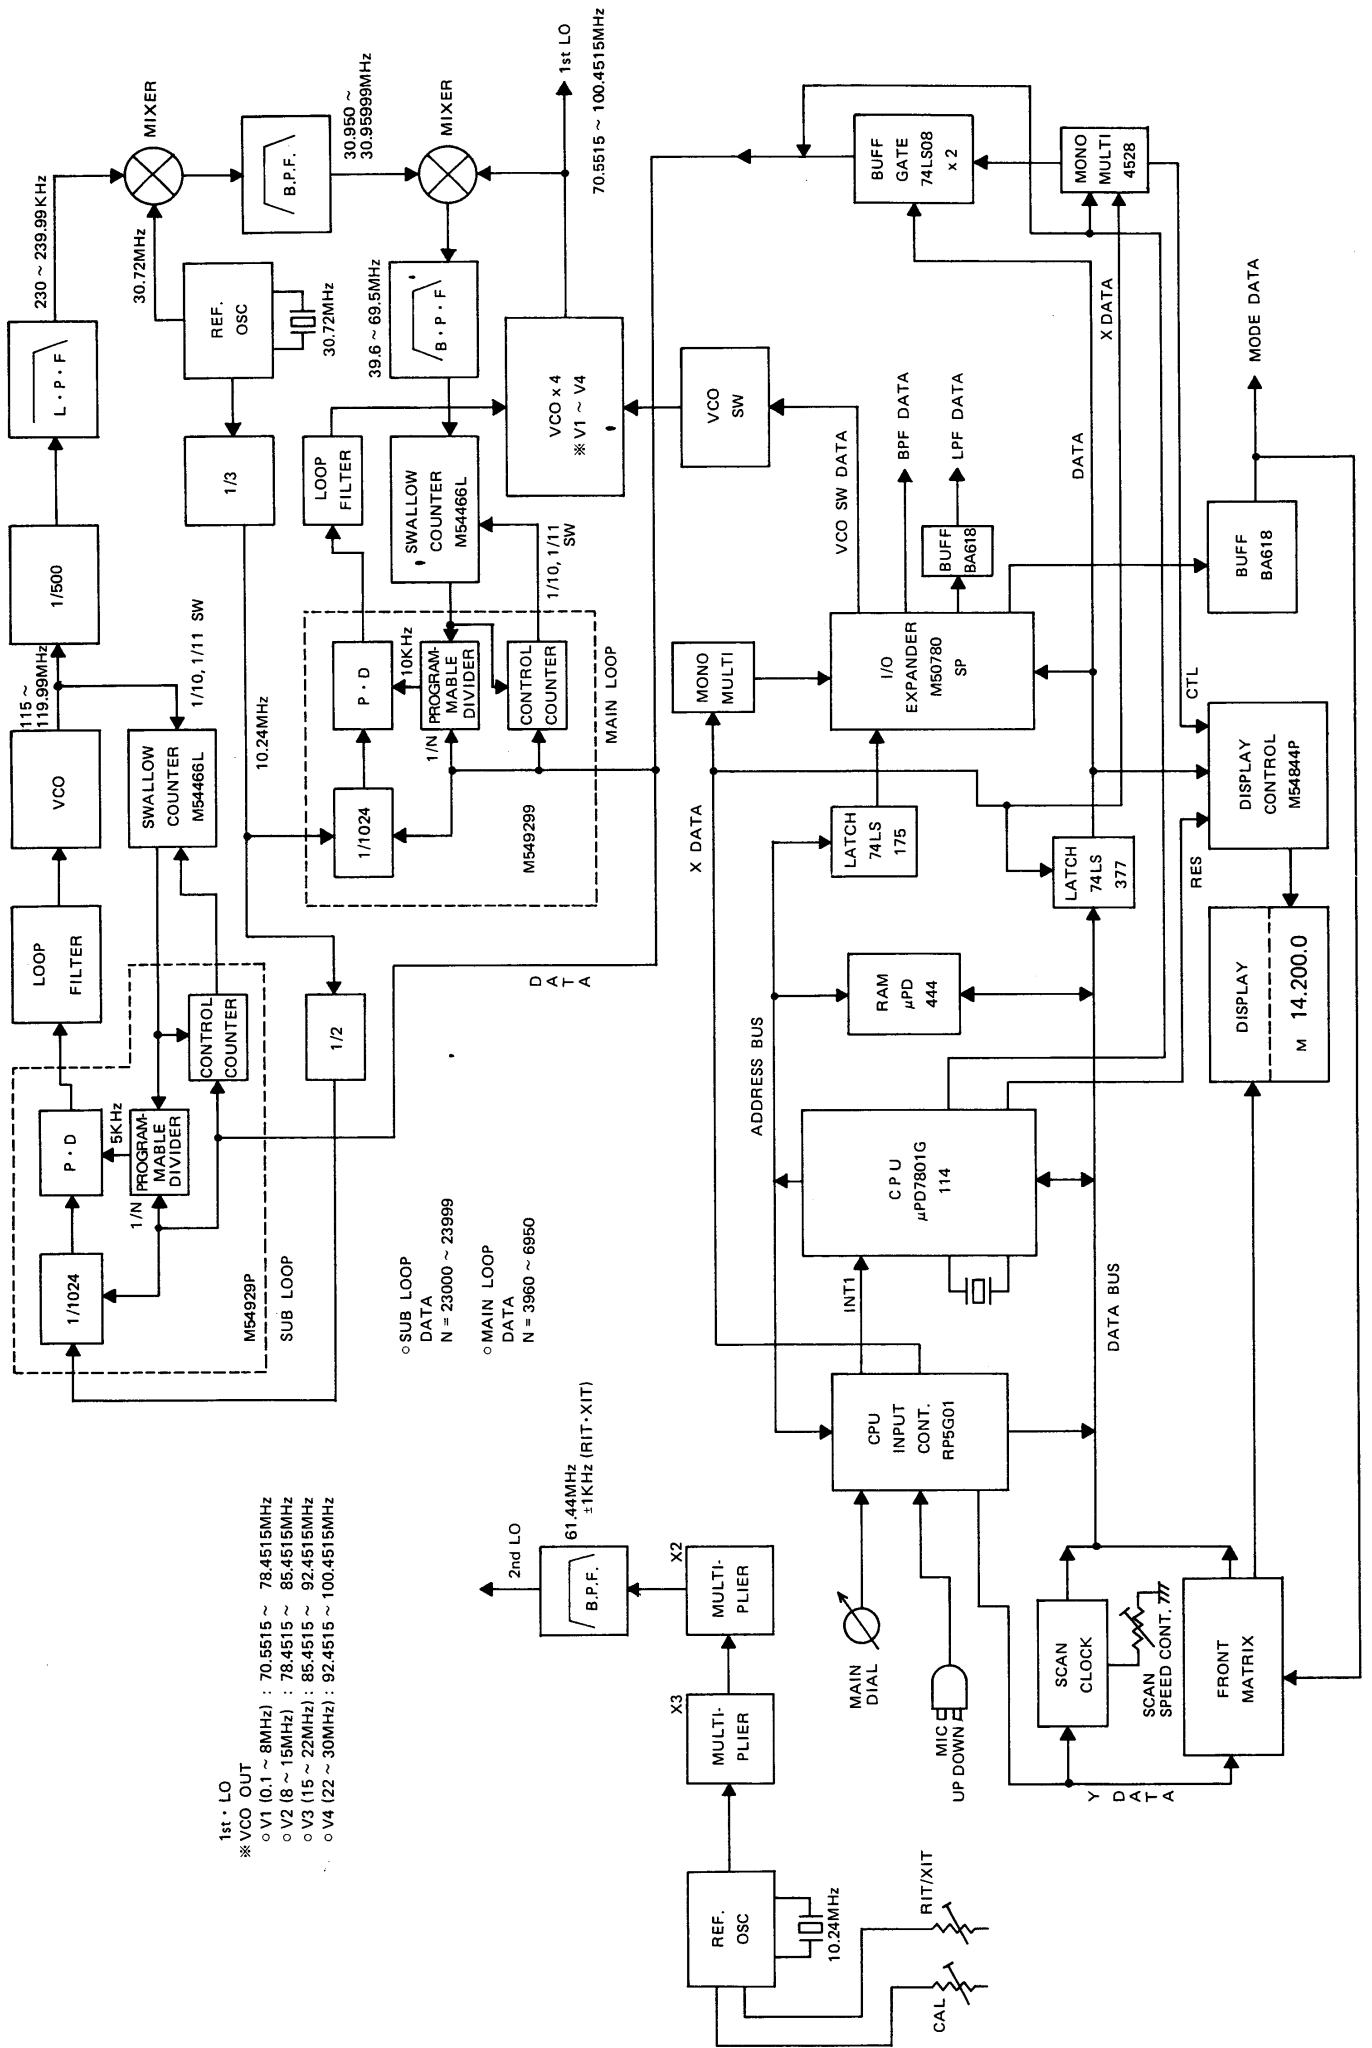 230 ~ 239.99KHz
MIXER
30.72MHz
L・P・F
REF.
OSC
30.72MHz
B.P.F.
30.950 ~
30.95999MHz
MIXER
1st LO
70.5515 ~ 100.4515MHz
39.6 ~ 69.5MHz
B・P・F
1/500
1/3
LOOP
FILTER
SWALLOW
COUNTER
M54466L
VCO x 4
※V1 ~ V4
VCO
SW
115 ~
119.99MHz
1/10, 1/11 SW
VCO
SWALLOW
COUNTER
M54466L
10.24MHz
P・D
10KHz
PROGRAM-
MABLE
DIVIDER
1/N
CONTROL
COUNTER
1/10, 1/11
SW
MAIN LOOP
1/1024
M549299
LOOP
FILTER
CONTROL
COUNTER
1/2
D
A
T
A
P・D
5KHz
PROGRAM-
MABLE
DIVIDER
1/N
1/1024
M54929P
SUB LOOP
○ SUB LOOP
DATA
N = 23000 ~ 23999
○ MAIN LOOP
DATA
N = 3960 ~ 6950
1st・LO
※VCO OUT
○ V1 (0.1 ~ 8MHz) : 70.5515 ~ 78.4515MHz
○ V2 (8 ~ 15MHz) : 78.4515 ~ 85.4515MHz
○ V3 (15 ~ 22MHz) : 85.4515 ~ 92.4515MHz
○ V4 (22 ~ 30MHz) : 92.4515 ~ 100.4515MHz
2nd LO
B.P.F.
61.44MHz
±1KHz (RIT・XIT)
X2
MULTI-
PLIER
X3
MULTI-
PLIER
REF.
OSC
10.24MHz
CAL
RIT/XIT
BUFF
GATE
74LS08
x 2
MONO
MULTI
4528
X DATA
DATA
VCO SW DATA
BPF DATA
LPF DATA
BUFF
BA618
MODE DATA
BUFF
BA618
MONO
MULTI
I/O
EXPANDER
M50780
SP
CTL
DISPLAY
CONTROL
M54844P
RES
X DATA
LATCH
74LS
175
LATCH
74LS
377
DISPLAY
M 14.200.0
RAM
μPD
444
ADDRESS BUS
CPU
μPD7801G
114
INT1
DATA BUS
CPU
INPUT
CONT.
RP5G01
MAIN
DIAL
MIC
UP DOWN
SCAN
CLOCK
SCAN
SPEED CONT.
FRONT
MATRIX
Y
D
A
T
A